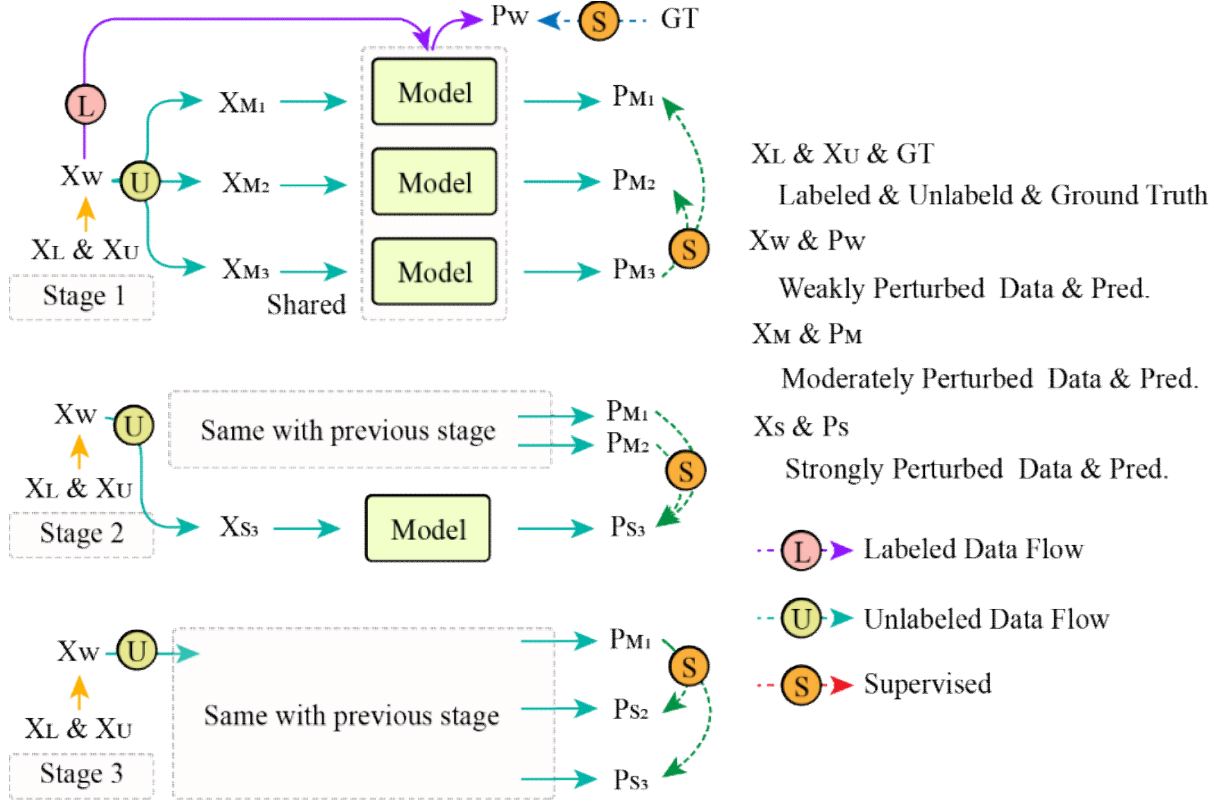 Pw S GT
L
XM1 Model PM1
Xw U XM2 Model PM2
XL & XU
XM3 Model PM3 S
Stage 1
Shared
Xw U Same with previous stage PM1
PM2
S
XL & XU
Stage 2
Xs3 Model Ps3
Xw U PM1
S
XL & XU
Same with previous stage Ps2
Stage 3
Ps3
XL & XU & GT
Labeled & Unlabeld & Ground Truth
Xw & Pw
Weakly Perturbed Data & Pred.
XM & PM
Moderately Perturbed Data & Pred.
Xs & Ps
Strongly Perturbed Data & Pred.
L Labeled Data Flow
U Unlabeled Data Flow
S Supervised